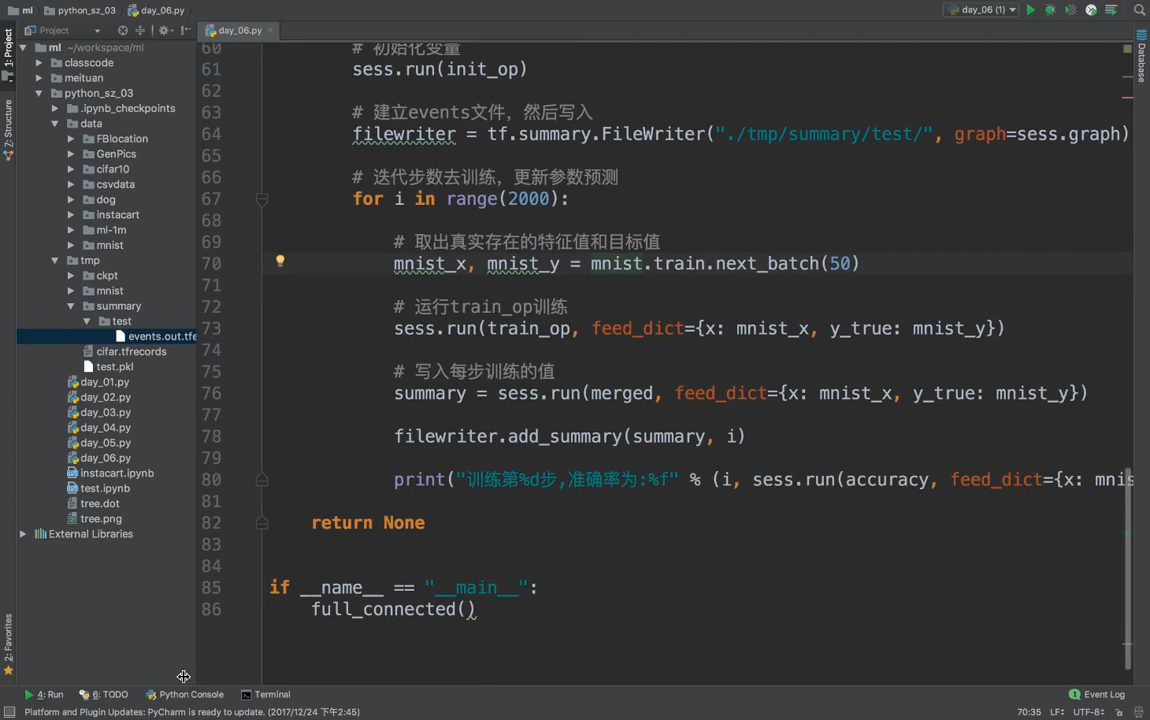 ml
python_sz_03
day_06.py
day_06 (1)
Project
day_06.py
1: Project
Z: Structure
2: Favorites
Database
ml ~/workspace/ml
classcode
meituan
python_sz_03
.ipynb_checkpoints
data
FBlocation
GenPics
cifar10
csvdata
dog
instacart
ml-1m
mnist
tmp
ckpt
mnist
summary
test
events.out.tfe
cifar.tfrecords
test.pkl
day_01.py
day_02.py
day_03.py
day_04.py
day_05.py
day_06.py
instacart.ipynb
test.ipynb
tree.dot
tree.png
External Libraries
60 # 初始化变量
61 sess.run(init_op)
62
63 # 建立events文件，然后写入
64 filewriter = tf.summary.FileWriter("./tmp/summary/test/", graph=sess.graph)
65
66 # 迭代步数去训练，更新参数预测
67 for i in range(2000):
68
69 # 取出真实存在的特征值和目标值
70 mnist_x, mnist_y = mnist.train.next_batch(50)
71
72 # 运行train_op训练
73 sess.run(train_op, feed_dict={x: mnist_x, y_true: mnist_y})
74
75 # 写入每步训练的值
76 summary = sess.run(merged, feed_dict={x: mnist_x, y_true: mnist_y})
77
78 filewriter.add_summary(summary, i)
79
80 print("训练第%d步,准确率为:%f" % (i, sess.run(accuracy, feed_dict={x: mnis
81
82 return None
83
84
85 if __name__ == "__main__":
86 full_connected()
4: Run
6: TODO
Python Console
Terminal
1 Event Log
Platform and Plugin Updates: PyCharm is ready to update. (2017/12/24 下午2:45)
70:35 LF UTF-8